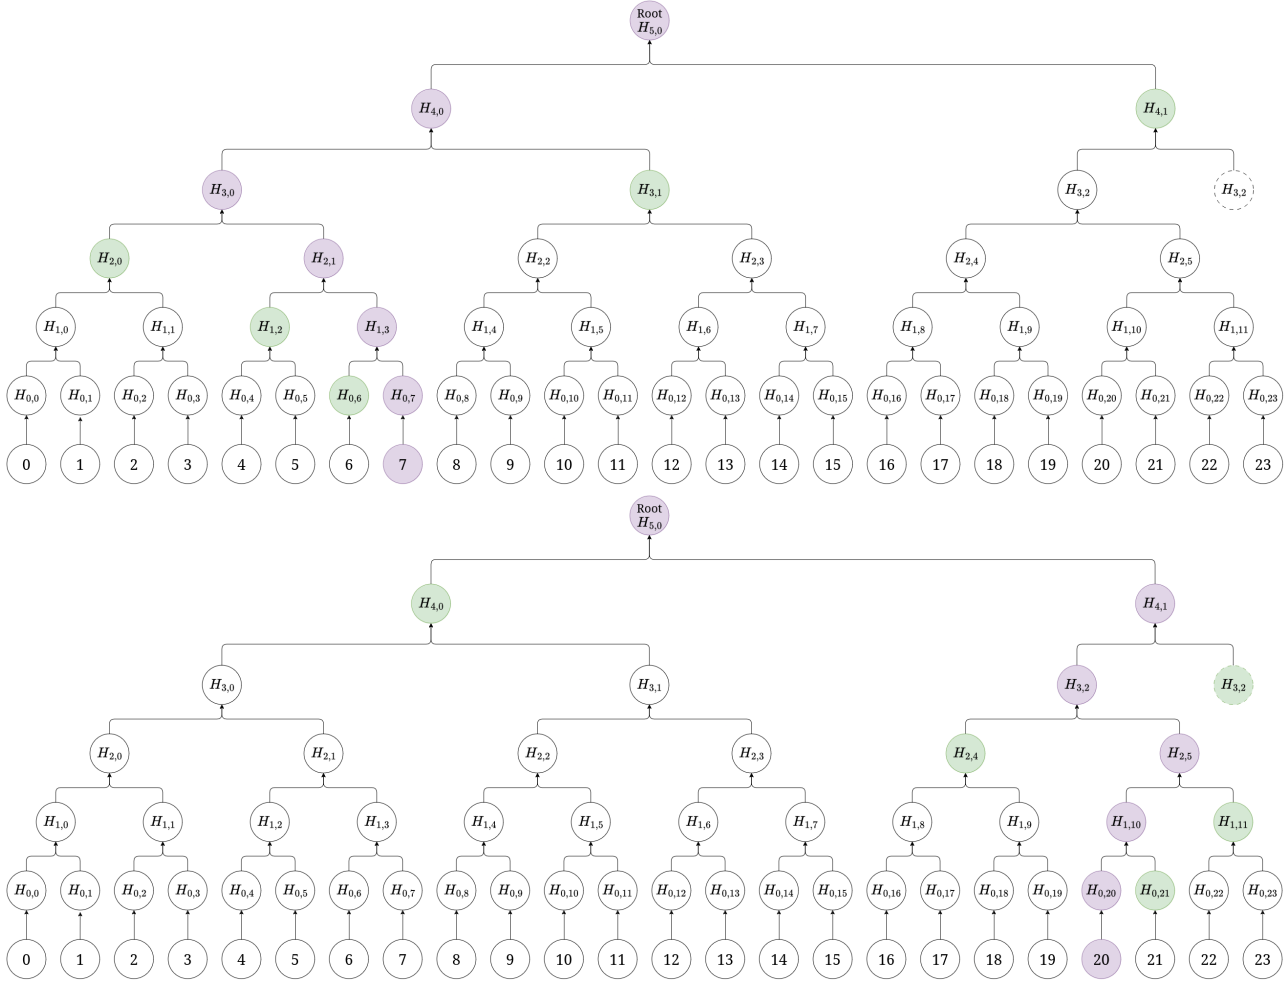 Root
H5,0
H4,0 H4,1
H3,0 H3,1 H3,2 H3,2
H2,0 H2,1 H2,2 H2,3 H2,4 H2,5
H1,0 H1,1 H1,2 H1,3 H1,4 H1,5 H1,6 H1,7 H1,8 H1,9 H1,10 H1,11
H0,0 H0,1 H0,2 H0,3 H0,4 H0,5 H0,6 H0,7 H0,8 H0,9 H0,10 H0,11 H0,12 H0,13 H0,14 H0,15 H0,16 H0,17 H0,18 H0,19 H0,20 H0,21 H0,22 H0,23
0 1 2 3 4 5 6 7 8 9 10 11 12 13 14 15 16 17 18 19 20 21 22 23
Root
H5,0
H4,0 H4,1
H3,0 H3,1 H3,2 H3,2
H2,0 H2,1 H2,2 H2,3 H2,4 H2,5
H1,0 H1,1 H1,2 H1,3 H1,4 H1,5 H1,6 H1,7 H1,8 H1,9 H1,10 H1,11
H0,0 H0,1 H0,2 H0,3 H0,4 H0,5 H0,6 H0,7 H0,8 H0,9 H0,10 H0,11 H0,12 H0,13 H0,14 H0,15 H0,16 H0,17 H0,18 H0,19 H0,20 H0,21 H0,22 H0,23
0 1 2 3 4 5 6 7 8 9 10 11 12 13 14 15 16 17 18 19 20 21 22 23